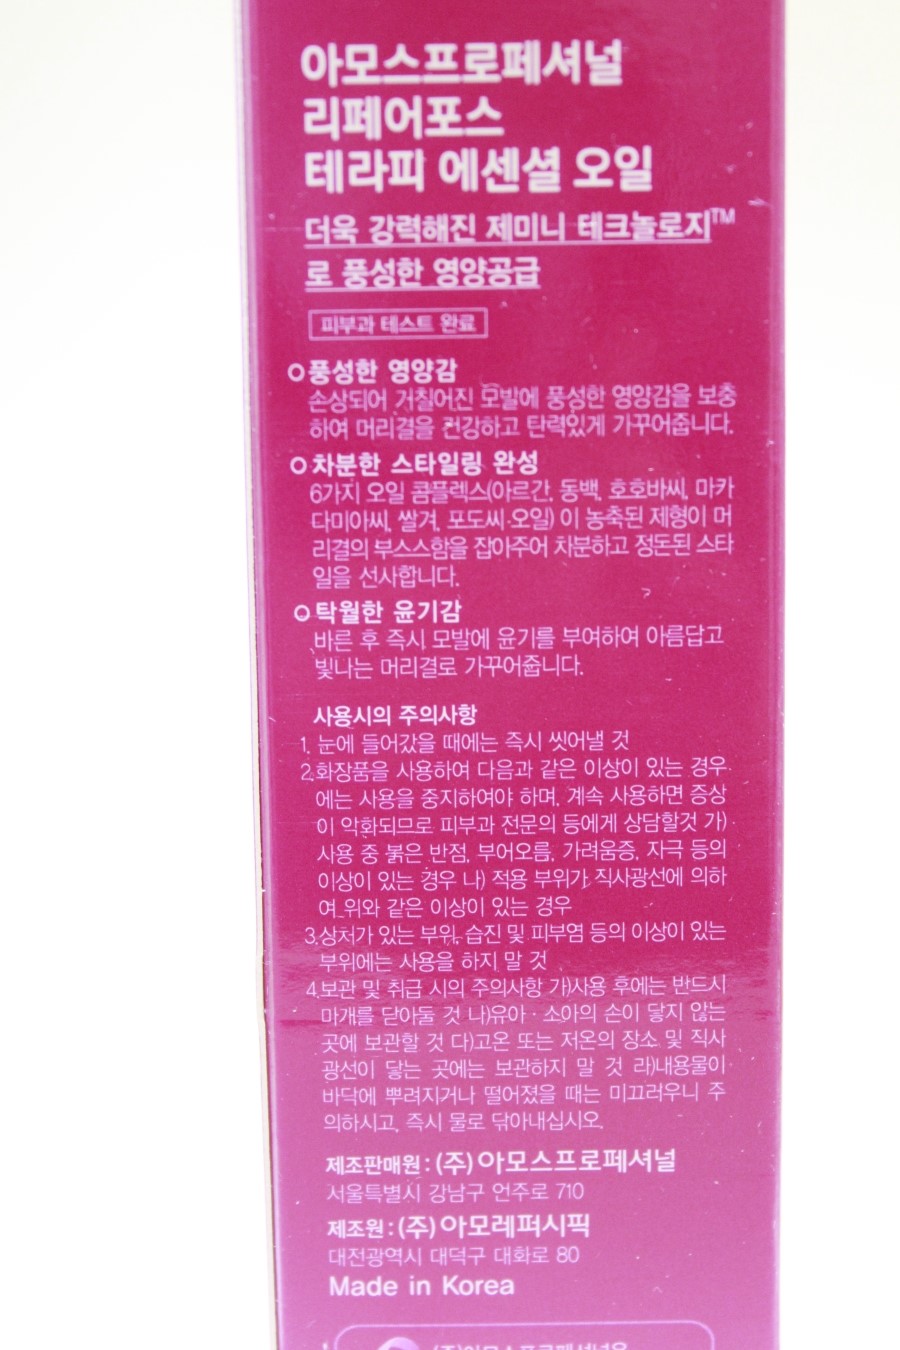 아모스프로페셔널
리페어포스
테라피 에센셜 오일
더욱 강력해진 제미니 테크놀로지™
로 풍성한 영양공급
피부과 테스트 완료
풍성한 영양감
손상되어 거칠어진 모발에 풍성한 영양감을 보충
하여 머리결을 건강하고 탄력있게 가꾸어줍니다.
차분한 스타일링 완성
6가지 오일 콤플렉스(아르간, 동백, 호호바씨, 마카
다미아씨, 쌀겨, 포도씨 오일) 이 농축된 제형이 머
리결의 부스스함을 잡아주어 차분하고 정돈된 스타
일을 선사합니다.
탁월한 윤기감
바른 후 즉시 모발에 윤기를 부여하여 아름답고
빛나는 머리결로 가꾸어줍니다.
사용시의 주의사항
1. 눈에 들어갔을 때에는 즉시 씻어낼 것
2.화장품을 사용하여 다음과 같은 이상이 있는 경우
에는 사용을 중지하여야 하며, 계속 사용하면 증상
이 악화되므로 피부과 전문의 등에게 상담할것 가)
사용 중 붉은 반점, 부어오름, 가려움증, 자극 등의
이상이 있는 경우 나) 적용 부위가 직사광선에 의하
여 위와 같은 이상이 있는 경우
3.상처가 있는 부위, 습진 및 피부염 등의 이상이 있는
부위에는 사용을 하지 말 것
4.보관 및 취급 시의 주의사항 가)사용 후에는 반드시
마개를 닫아둘 것 나)유아 · 소아의 손이 닿지 않는
곳에 보관할 것 다)고온 또는 저온의 장소 및 직사
광선이 닿는 곳에는 보관하지 말 것 라)내용물이
바닥에 뿌려지거나 떨어졌을 때는 미끄러우니 주
의하시고, 즉시 물로 닦아내십시오.
제조판매원 : (주)아모스프로페셔널
서울특별시 강남구 언주로 710
제조원 : (주)아모레퍼시픽
대전광역시 대덕구 대화로 80
Made in Korea
(주)아모스프로페셔널은